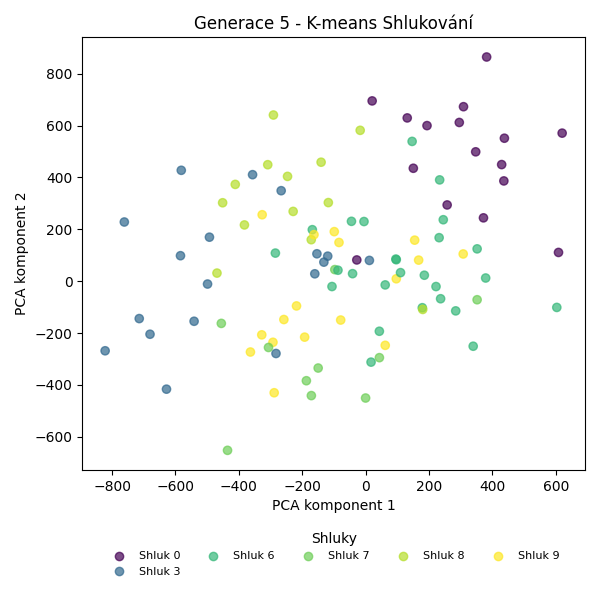 Generace 5 - K-means Shlukování
PCA komponent 2
800
600
400
200
0
−200
−400
−600
−800 −600 −400 −200 0 200 400 600
PCA komponent 1
Shluky
Shluk 0 Shluk 6 Shluk 7 Shluk 8 Shluk 9
Shluk 3